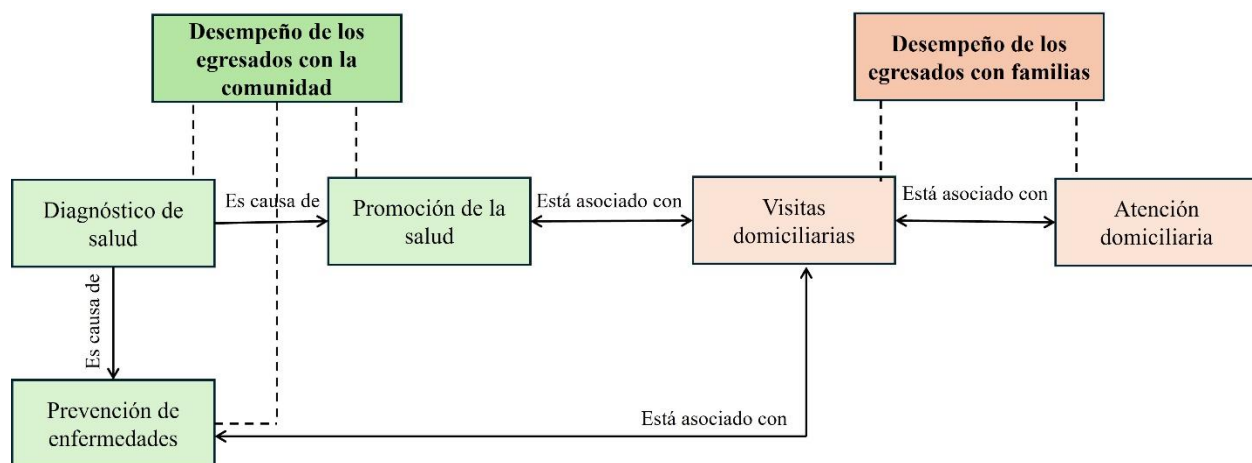 Desempeño de los
egresados con la
comunidad
Desempeño de los
egresados con familias
Diagnóstico de
salud
Es causa de
Promoción de la
salud
Está asociado con
Visitas
domiciliarias
Está asociado con
Atención
domiciliaria
Es causa de
Prevención de
enfermedades
Está asociado con